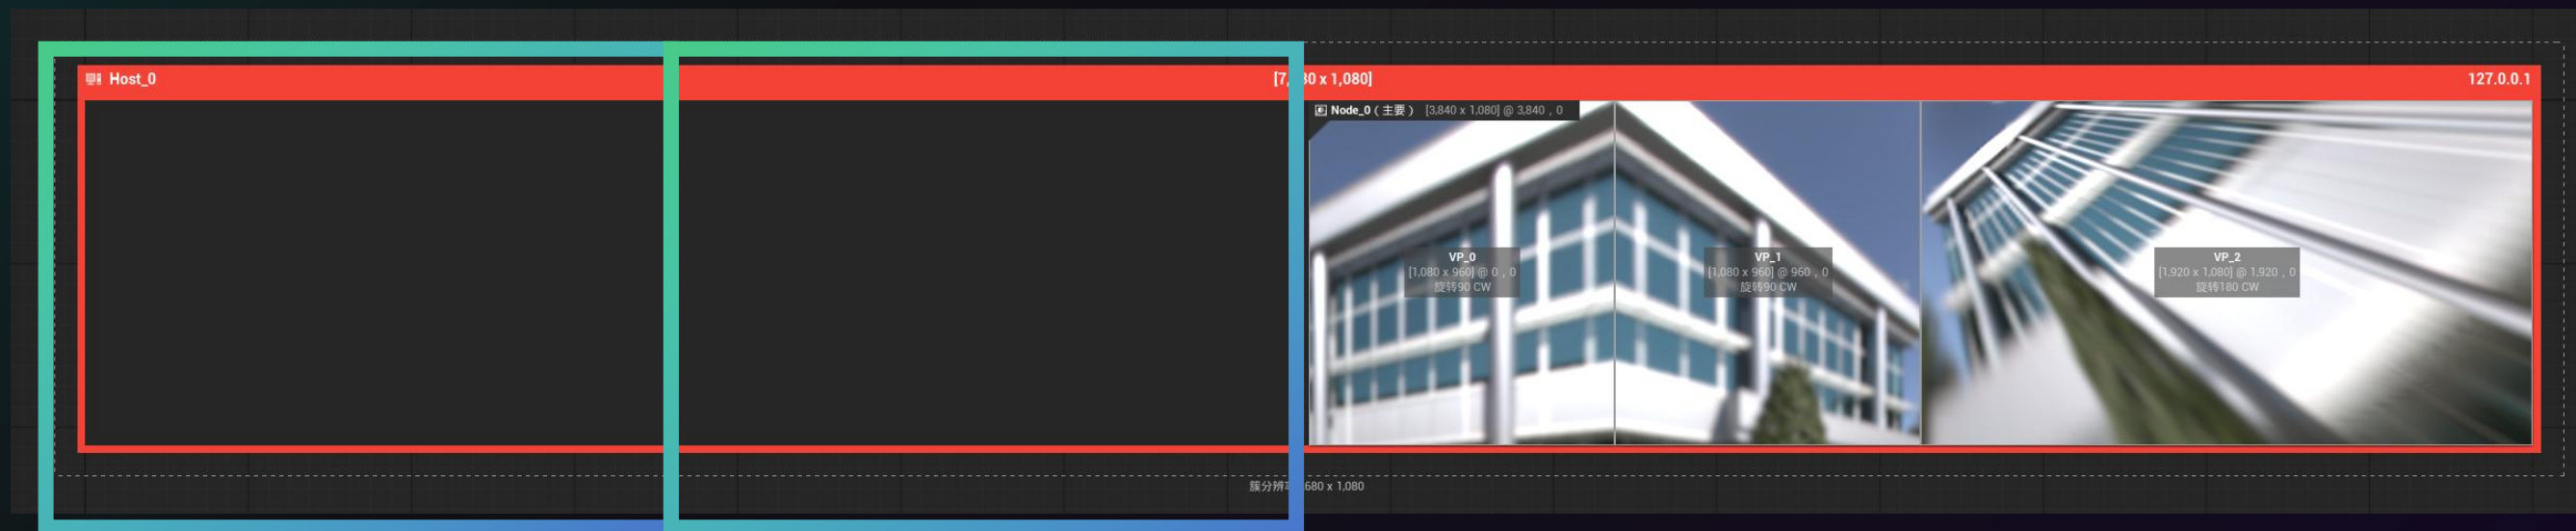 Host_0
[7, 30 x 1,080]
127.0.0.1
Node_0 ( 主要 ) [3,840 x 1,080] @ 3,840 , 0
VP_0
[1,080 x 960] @ 0 , 0
旋转90 CW
VP_1
[1,080 x 960] @ 960 , 0
旋转90 CW
VP_2
[1,920 x 1,080] @ 1,920 , 0
旋转180 CW
簇分辨 680 x 1,080